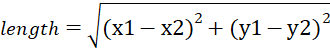 length = √((x1 − x2)² + (y1 − y2)²)